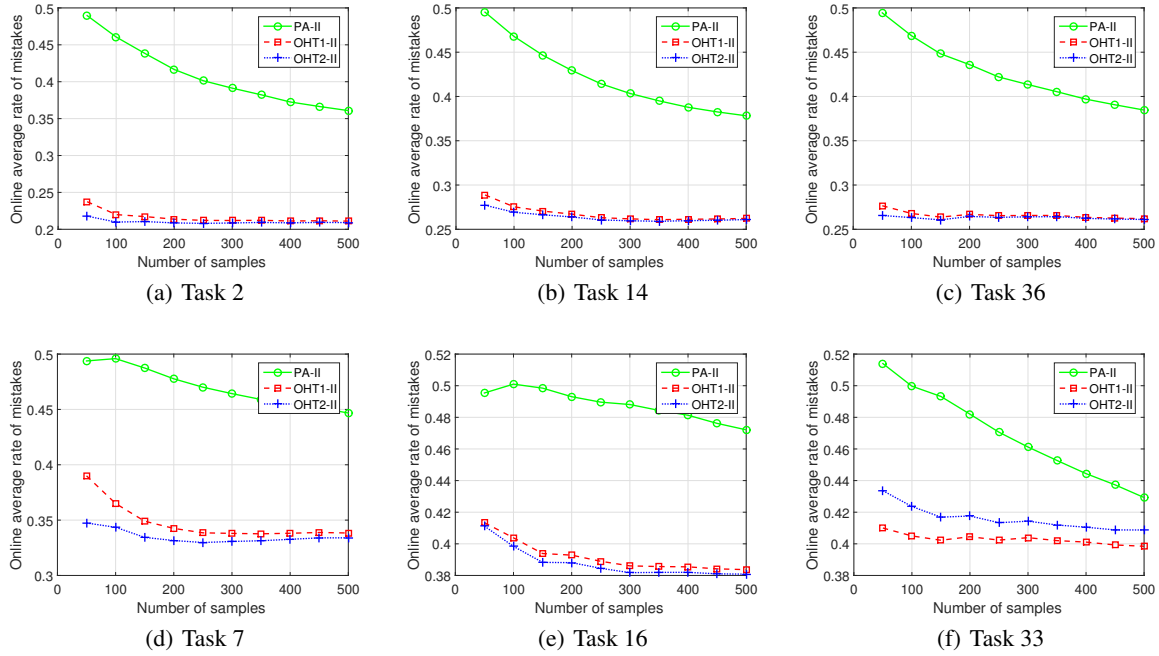 0.5
0.45
0.4
0.35
0.3
0.25
0.2
0 100 200 300 400 500
Online average rate of mistakes
Number of samples
PA-II
OHT1-II
OHT2-II
(a) Task 2
0.5
0.45
0.4
0.35
0.3
0.25
0 100 200 300 400 500
Online average rate of mistakes
Number of samples
PA-II
OHT1-II
OHT2-II
(b) Task 14
0.5
0.45
0.4
0.35
0.3
0.25
0 100 200 300 400 500
Online average rate of mistakes
Number of samples
PA-II
OHT1-II
OHT2-II
(c) Task 36
0.5
0.45
0.4
0.35
0.3
0 100 200 300 400 500
Online average rate of mistakes
Number of samples
PA-II
OHT1-II
OHT2-II
(d) Task 7
0.52
0.5
0.48
0.46
0.44
0.42
0.4
0.38
0 100 200 300 400 500
Online average rate of mistakes
Number of samples
PA-II
OHT1-II
OHT2-II
(e) Task 16
0.52
0.5
0.48
0.46
0.44
0.42
0.4
0.38
0 100 200 300 400 500
Online average rate of mistakes
Number of samples
PA-II
OHT1-II
OHT2-II
(f) Task 33